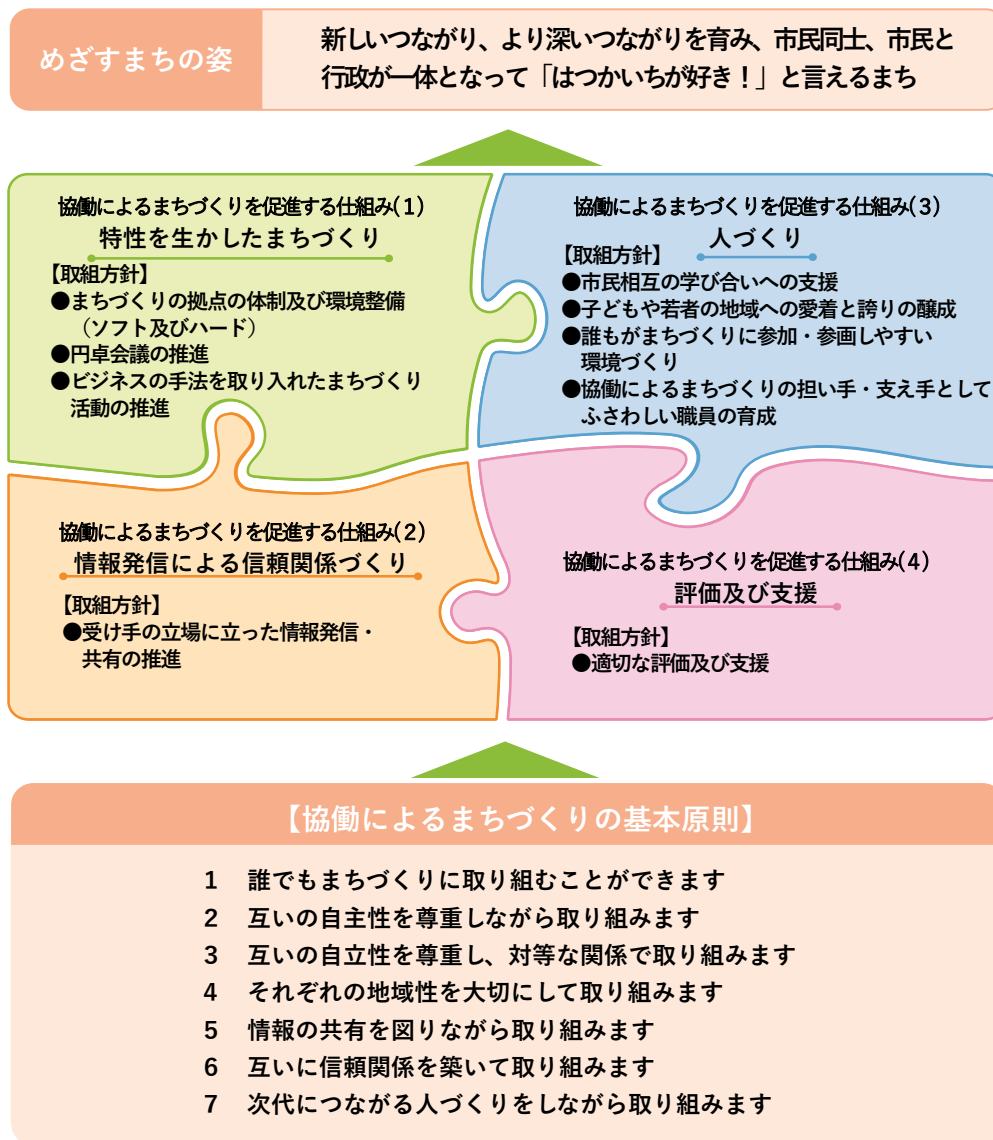 めざすまちの姿
新しいつながり、より深いつながりを育み、市民同士、市民と
行政が一体となって「はつかいちが好き！」と言えるまち
協働によるまちづくりを促進する仕組み(1)
特性を生かしたまちづくり
【取組方針】
●まちづくりの拠点の体制及び環境整備
（ソフト及びハード）
●円卓会議の推進
●ビジネスの手法を取り入れたまちづくり
活動の推進
協働によるまちづくりを促進する仕組み(3)
人づくり
【取組方針】
●市民相互の学び合いへの支援
●子どもや若者の地域への愛着と誇りの醸成
●誰もがまちづくりに参加・参画しやすい
環境づくり
●協働によるまちづくりの担い手・支え手として
ふさわしい職員の育成
協働によるまちづくりを促進する仕組み(2)
情報発信による信頼関係づくり
【取組方針】
●受け手の立場に立った情報発信・
共有の推進
協働によるまちづくりを促進する仕組み(4)
評価及び支援
【取組方針】
●適切な評価及び支援
【協働によるまちづくりの基本原則】
1 誰でもまちづくりに取り組むことができます
2 互いの自主性を尊重しながら取り組みます
3 互いの自立性を尊重し、対等な関係で取り組みます
4 それぞれの地域性を大切にして取り組みます
5 情報の共有を図りながら取り組みます
6 互いに信頼関係を築いて取り組みます
7 次代につながる人づくりをしながら取り組みます